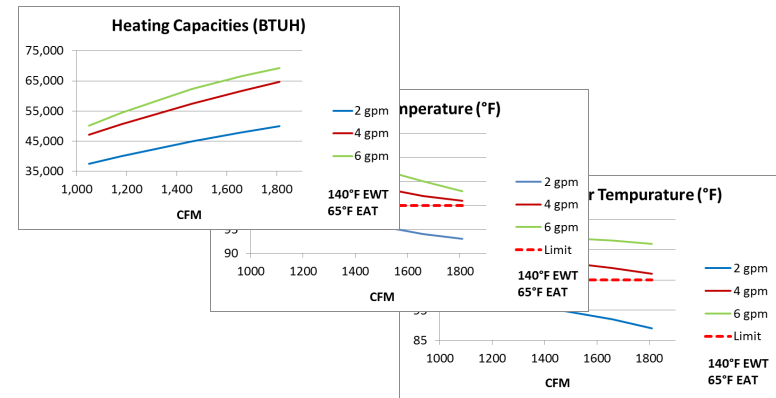 Heating Capacities (BTUH)
75,000
65,000
55,000
45,000
35,000
1,000 1,200 1,400 1,600 1,800
CFM
2 gpm
4 gpm
6 gpm
140°F EWT
65°F EAT
(°F)
90
1000 1200 1400 1600 1800
CFM
2 gpm
4 gpm
6 gpm
Limit
140°F EWT
65°F EAT
Tempurature (°F)
85
1000 1200 1400 1600 1800
CFM
2 gpm
4 gpm
6 gpm
Limit
140°F EWT
65°F EAT